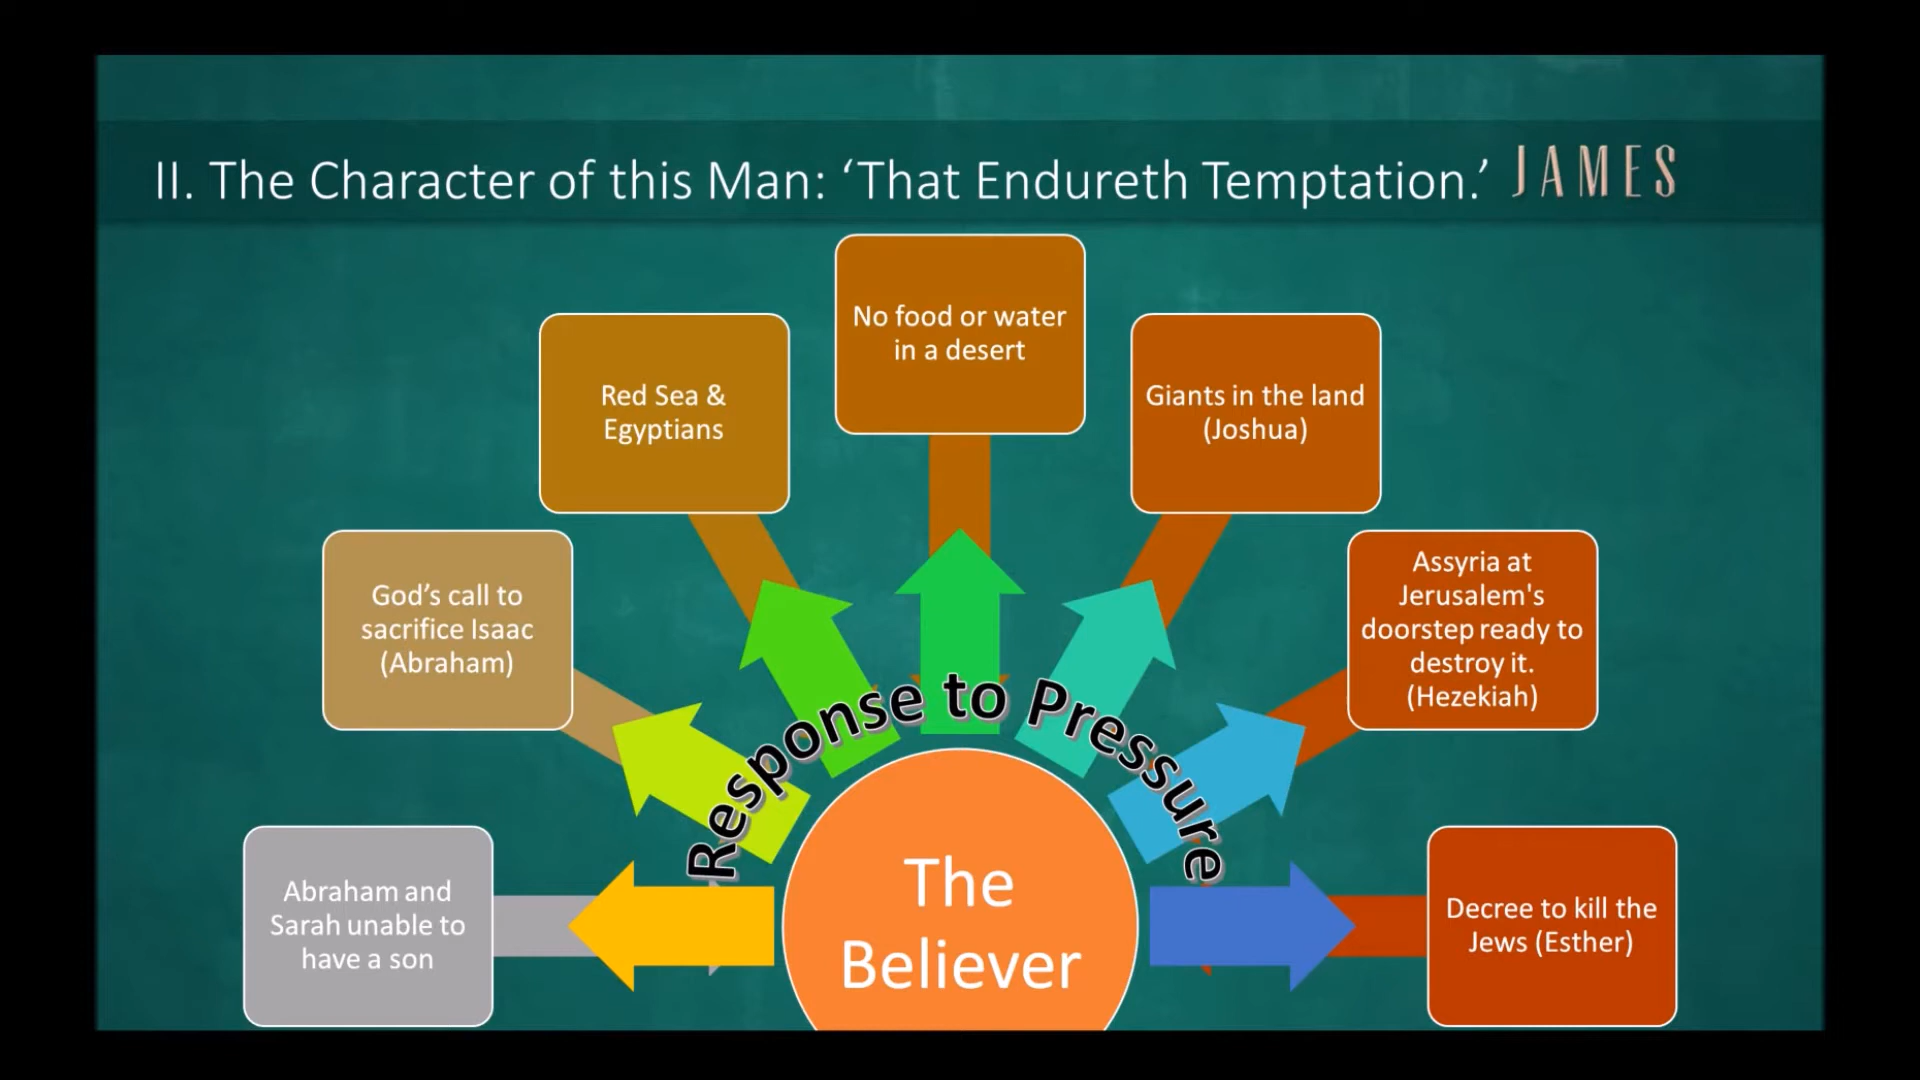 II. The Character of this Man: ‘That Endureth Temptation.’ JAMES
No food or water
in a desert
Red Sea &
Egyptians
Giants in the land
(Joshua)
God’s call to
sacrifice Isaac
(Abraham)
Assyria at
Jerusalem's
doorstep ready to
destroy it.
(Hezekiah)
Response to Pressure
Abraham and
Sarah unable to
have a son
The
Believer
Decree to kill the
Jews (Esther)